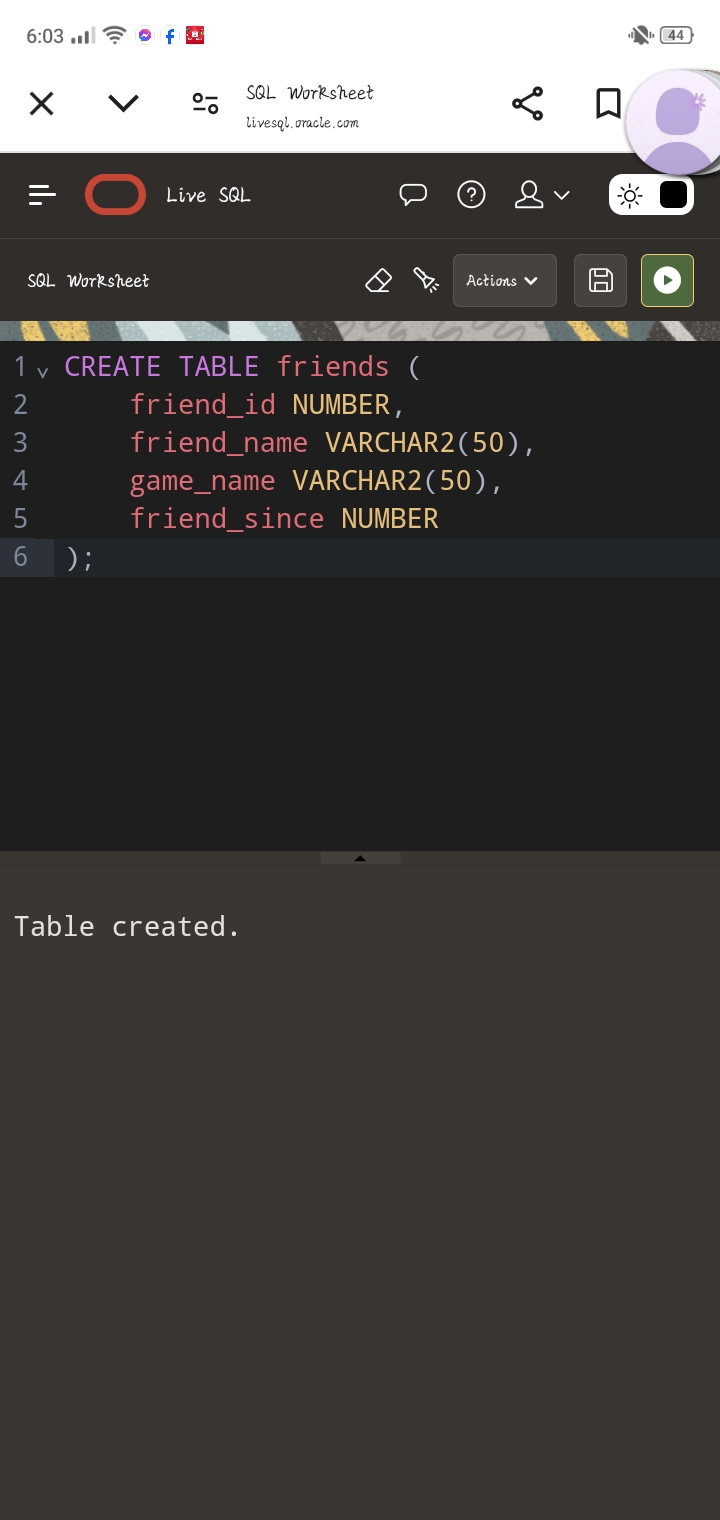 6:03
44
SQL Worksheet
livesql.oracle.com
Live SQL
SQL Worksheet
Actions
1 CREATE TABLE friends (
2     friend_id NUMBER,
3     friend_name VARCHAR2(50),
4     game_name VARCHAR2(50),
5     friend_since NUMBER
6 );
Table created.